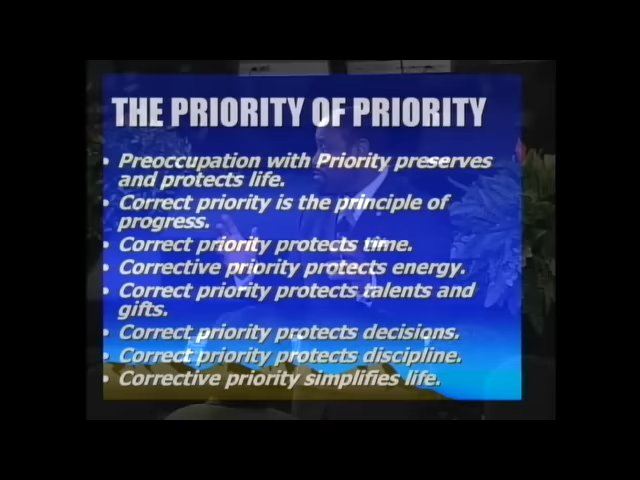 THE PRIORITY OF PRIORITY
• Preoccupation with Priority preserves
and protects life.
• Correct priority is the principle of
progress.
• Correct priority protects time.
• Corrective priority protects energy.
• Correct priority protects talents and
gifts.
• Correct priority protects decisions.
• Correct priority protects discipline.
• Corrective priority simplifies life.